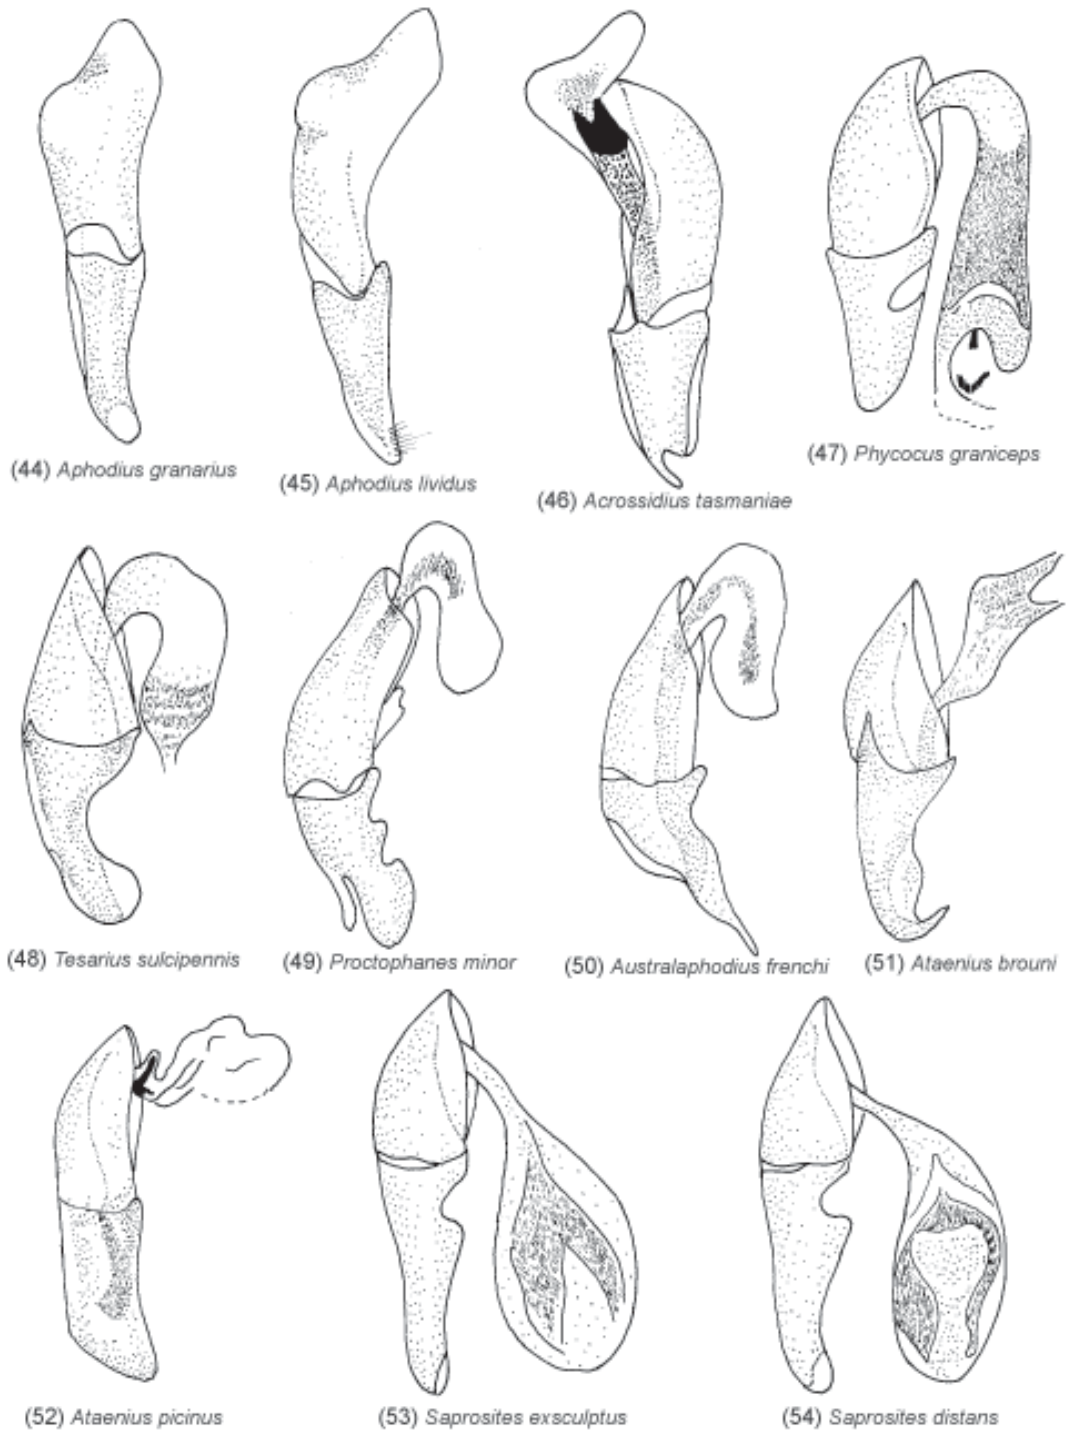 (44) Aphodius granarius
(45) Aphodius lividus
(46) Acrossidius tasmaniae
(47) Phycocus graniceps
(48) Tesarius sulcipennis
(49) Proctophanes minor
(50) Australaphodius frenchi
(51) Ataenius brouni
(52) Ataenius picinus
(53) Saprosites exsculptus
(54) Saprosites distans